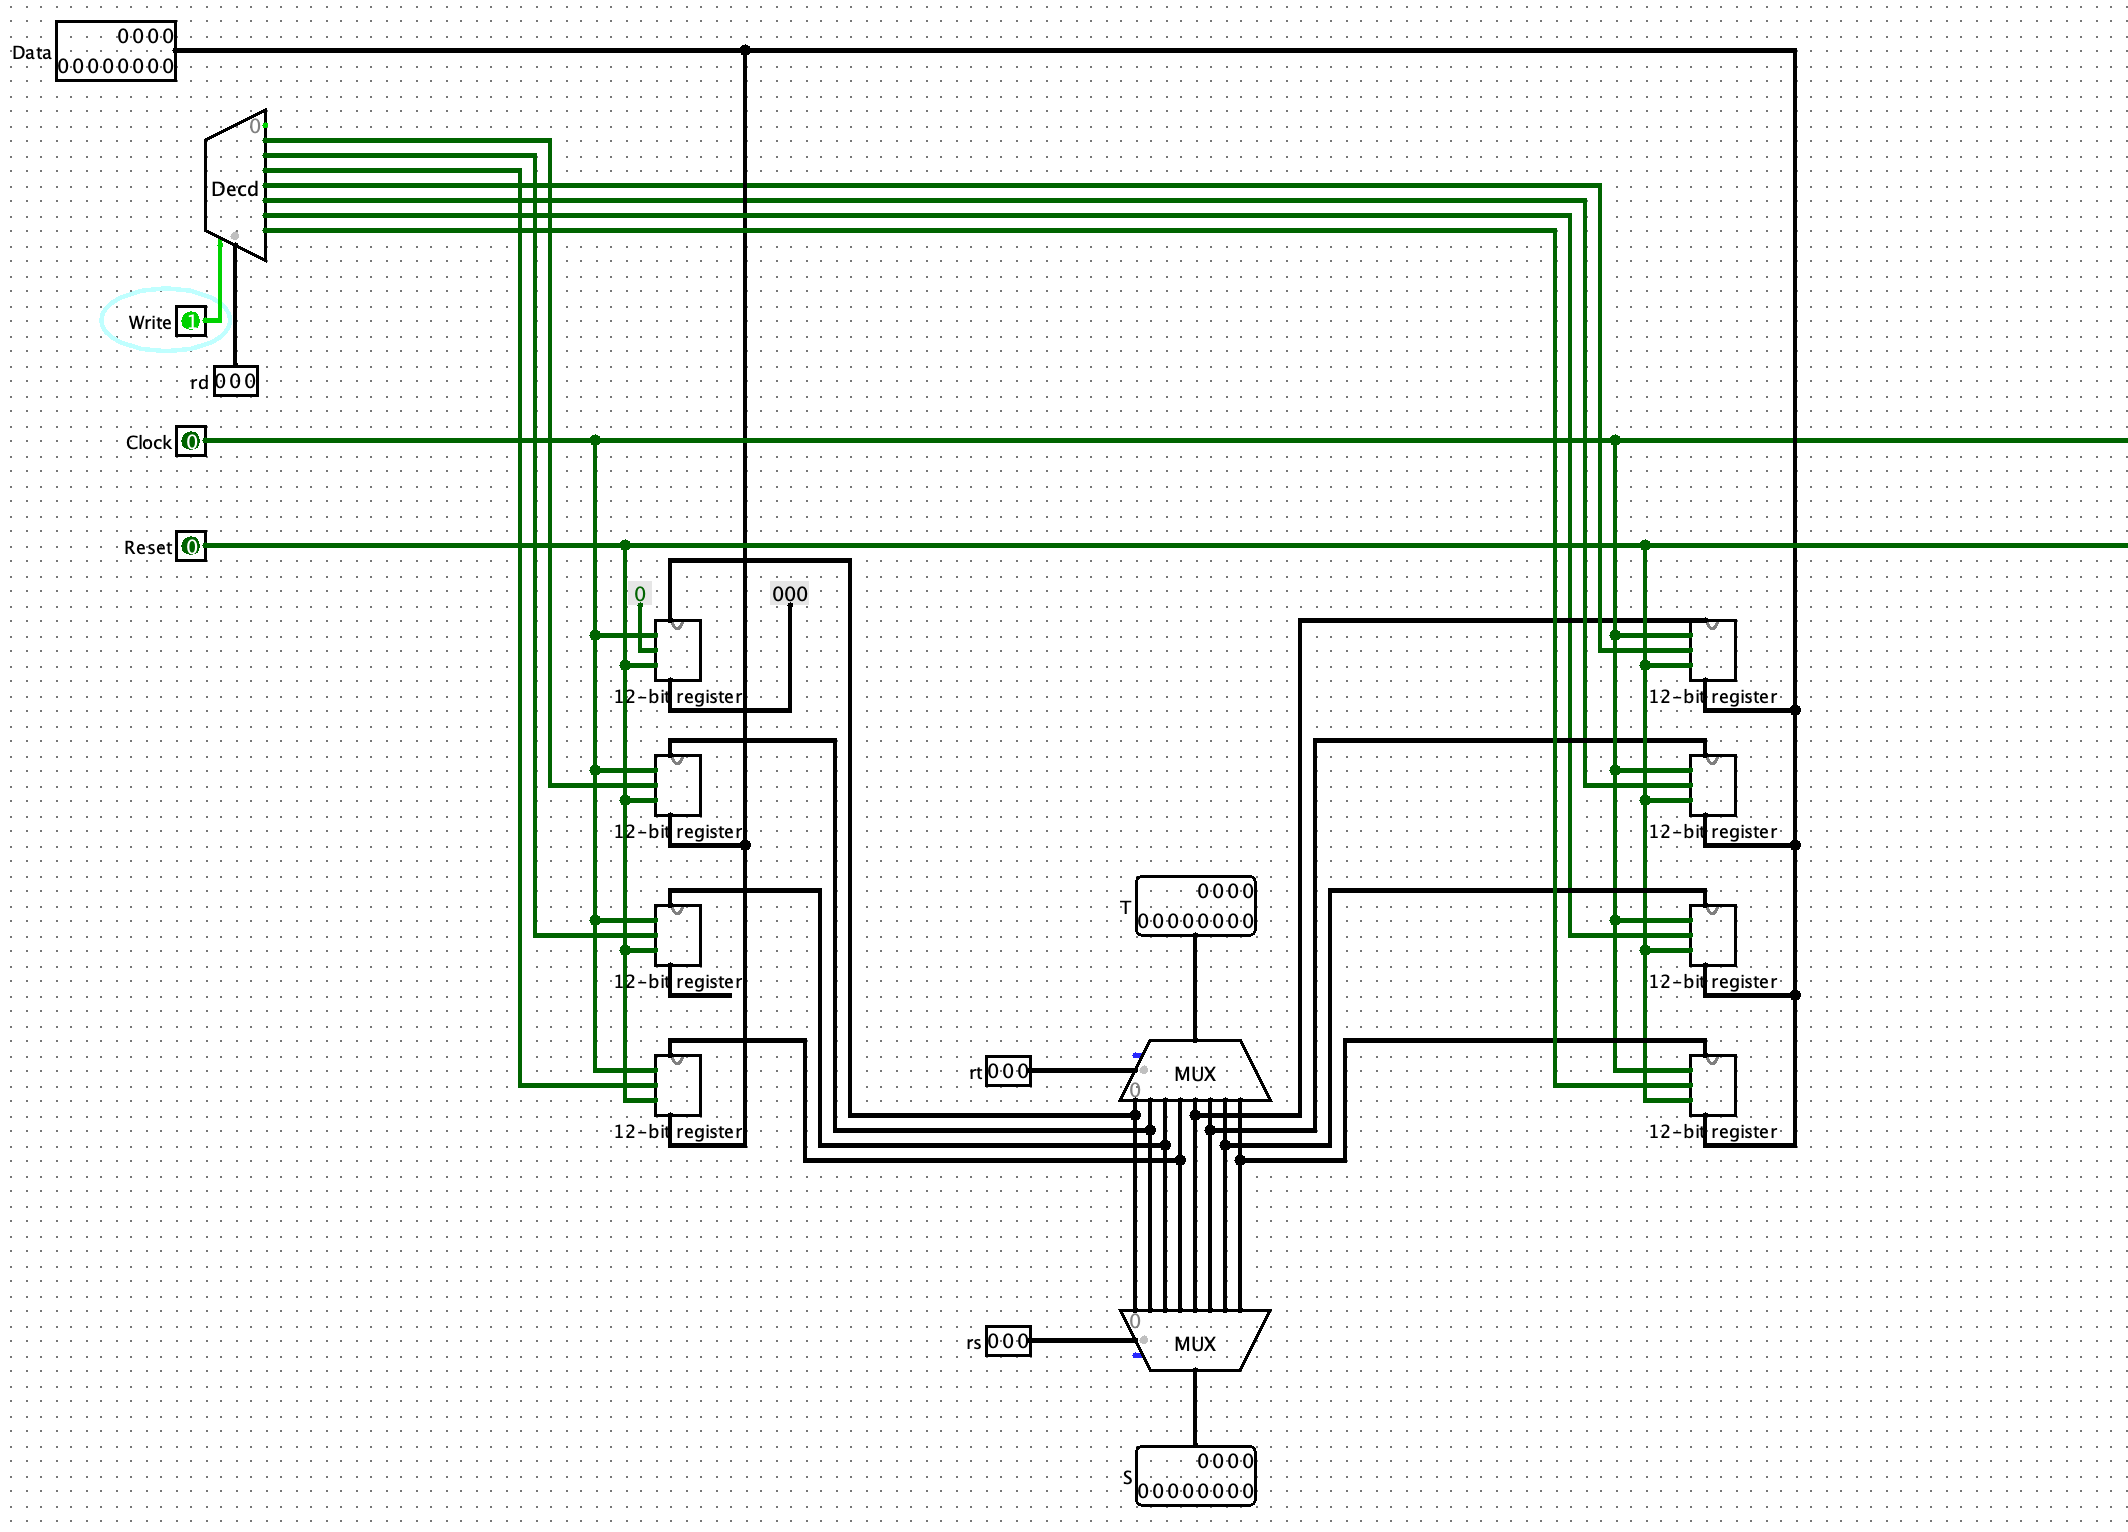 0000
Data
00000000
0
Decd
Write 1
rd 000
Clock 0
Reset 0
0
000
12-bit register
12-bit register
12-bit register
12-bit register
12-bit register
12-bit register
12-bit register
12-bit register
0000
T
00000000
rt 000
MUX
0
0
rs 000
MUX
0000
S
00000000